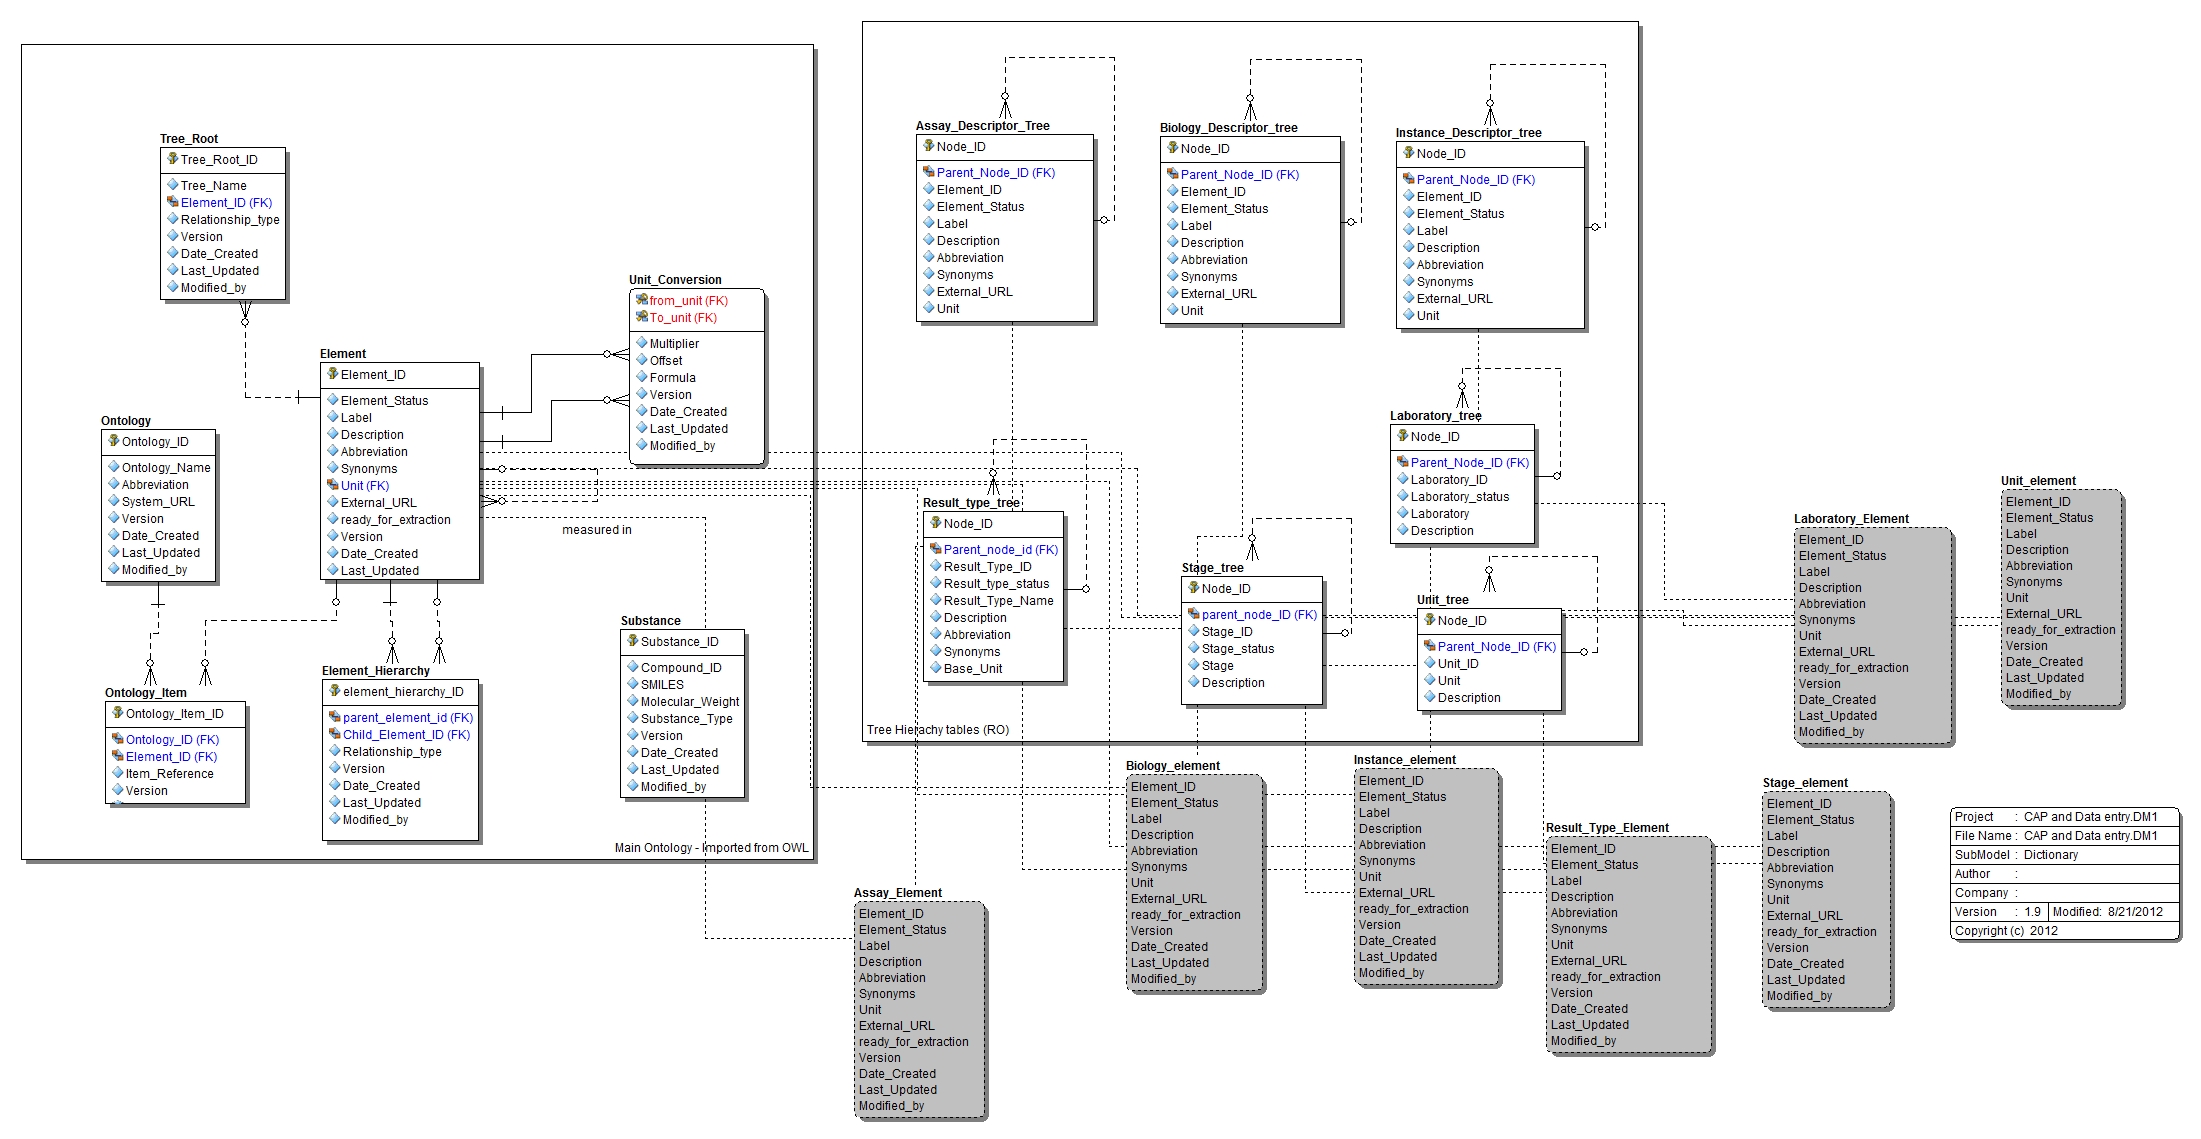 Tree_Root
Tree_Root_ID
Tree_Name
Element_ID (FK)
Relationship_type
Version
Date_Created
Last_Updated
Modified_by
Unit_Conversion
from_unit (FK)
To_unit (FK)
Multiplier
Offset
Formula
Version
Date_Created
Last_Updated
Modified_by
Element
Element_ID
Element_Status
Label
Description
Abbreviation
Synonyms
Unit (FK)
External_URL
ready_for_extraction
Version
Date_Created
Last_Updated
measured in
Ontology
Ontology_ID
Ontology_Name
Abbreviation
System_URL
Version
Date_Created
Last_Updated
Modified_by
Ontology_Item
Ontology_Item_ID
Ontology_ID (FK)
Element_ID (FK)
Item_Reference
Version
Element_Hierarchy
element_hierarchy_ID
parent_element_id (FK)
Child_Element_ID (FK)
Relationship_type
Version
Date_Created
Last_Updated
Modified_by
Substance
Substance_ID
Compound_ID
SMILES
Molecular_Weight
Substance_Type
Version
Date_Created
Last_Updated
Modified_by
Main Ontology - Imported from OWL
Assay_Descriptor_Tree
Node_ID
Parent_Node_ID (FK)
Element_ID
Element_Status
Label
Description
Abbreviation
Synonyms
External_URL
Unit
Biology_Descriptor_tree
Node_ID
Parent_Node_ID (FK)
Element_ID
Element_Status
Label
Description
Abbreviation
Synonyms
External_URL
Unit
Instance_Descriptor_tree
Node_ID
Parent_Node_ID (FK)
Element_ID
Element_Status
Label
Description
Abbreviation
Synonyms
External_URL
Unit
Laboratory_tree
Node_ID
Parent_Node_ID (FK)
Laboratory_ID
Laboratory_status
Laboratory
Description
Result_type_tree
Node_ID
Parent_node_id (FK)
Result_Type_ID
Result_type_status
Result_Type_Name
Description
Abbreviation
Synonyms
Base_Unit
Stage_tree
Node_ID
parent_node_ID (FK)
Stage_ID
Stage_status
Stage
Description
Unit_tree
Node_ID
Parent_Node_ID (FK)
Unit_ID
Unit
Description
Tree Hierachy tables (RO)
Laboratory_Element
Element_ID
Element_Status
Label
Description
Abbreviation
Synonyms
Unit
External_URL
ready_for_extraction
Version
Date_Created
Last_Updated
Modified_by
Unit_element
Element_ID
Element_Status
Label
Description
Abbreviation
Synonyms
Unit
External_URL
ready_for_extraction
Version
Date_Created
Last_Updated
Modified_by
Assay_Element
Element_ID
Element_Status
Label
Description
Abbreviation
Synonyms
Unit
External_URL
ready_for_extraction
Version
Date_Created
Last_Updated
Modified_by
Biology_element
Element_ID
Element_Status
Label
Description
Abbreviation
Synonyms
Unit
External_URL
ready_for_extraction
Version
Date_Created
Last_Updated
Modified_by
Instance_element
Element_ID
Element_Status
Label
Description
Abbreviation
Synonyms
Unit
External_URL
ready_for_extraction
Version
Date_Created
Last_Updated
Modified_by
Result_Type_Element
Element_ID
Element_Status
Label
Description
Abbreviation
Synonyms
Unit
External_URL
ready_for_extraction
Version
Date_Created
Last_Updated
Modified_by
Stage_element
Element_ID
Element_Status
Label
Description
Abbreviation
Synonyms
Unit
External_URL
ready_for_extraction
Version
Date_Created
Last_Updated
Modified_by
Project : CAP and Data entry.DM1
File Name : CAP and Data entry.DM1
SubModel : Dictionary
Author :
Company :
Version : 1.9 Modified: 8/21/2012
Copyright (c) 2012